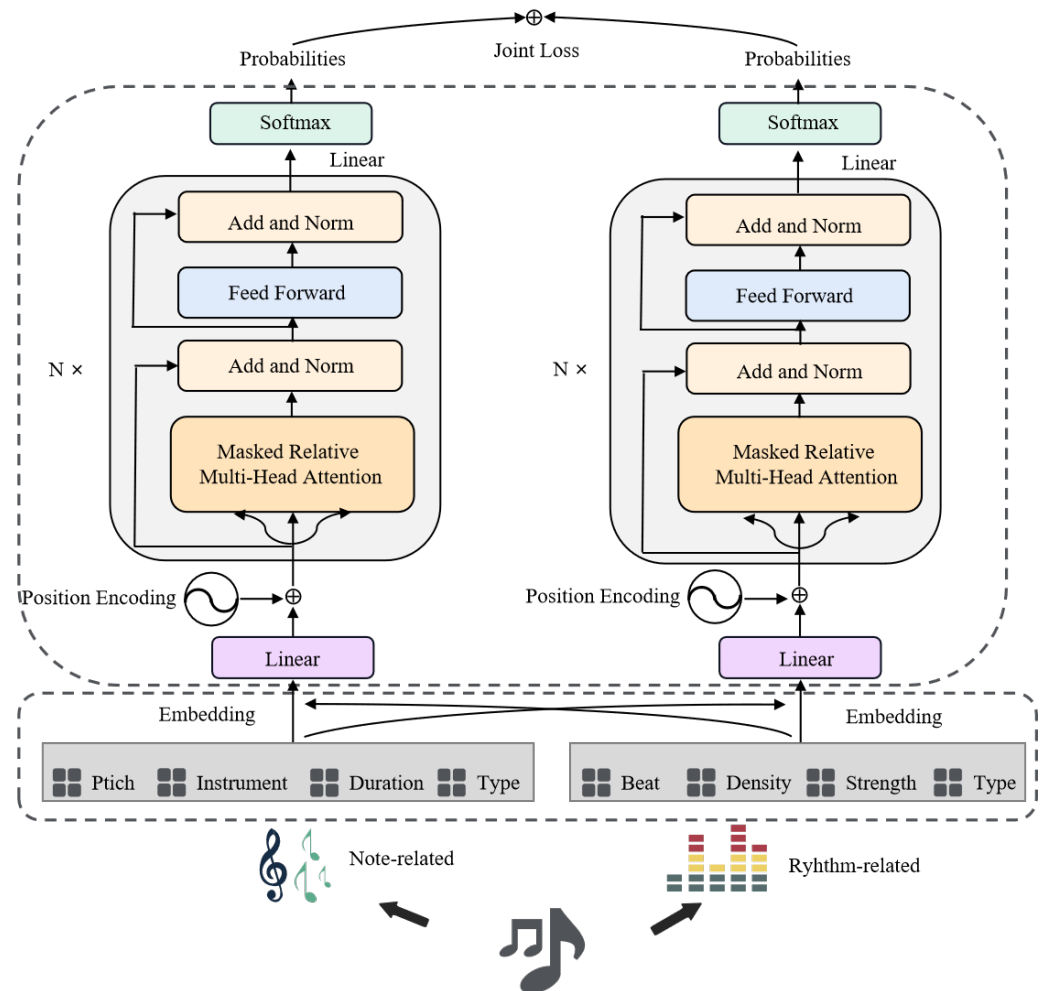 Joint Loss
Probabilities
Probabilities
Softmax
Softmax
Linear
Linear
Add and Norm
Add and Norm
Feed Forward
Feed Forward
N ×
Add and Norm
N ×
Add and Norm
Masked Relative
Multi-Head Attention
Masked Relative
Multi-Head Attention
Position Encoding
Position Encoding
Linear
Linear
Embedding
Embedding
Ptich Instrument Duration Type
Beat Density Strength Type
Note-related
Ryhthm-related